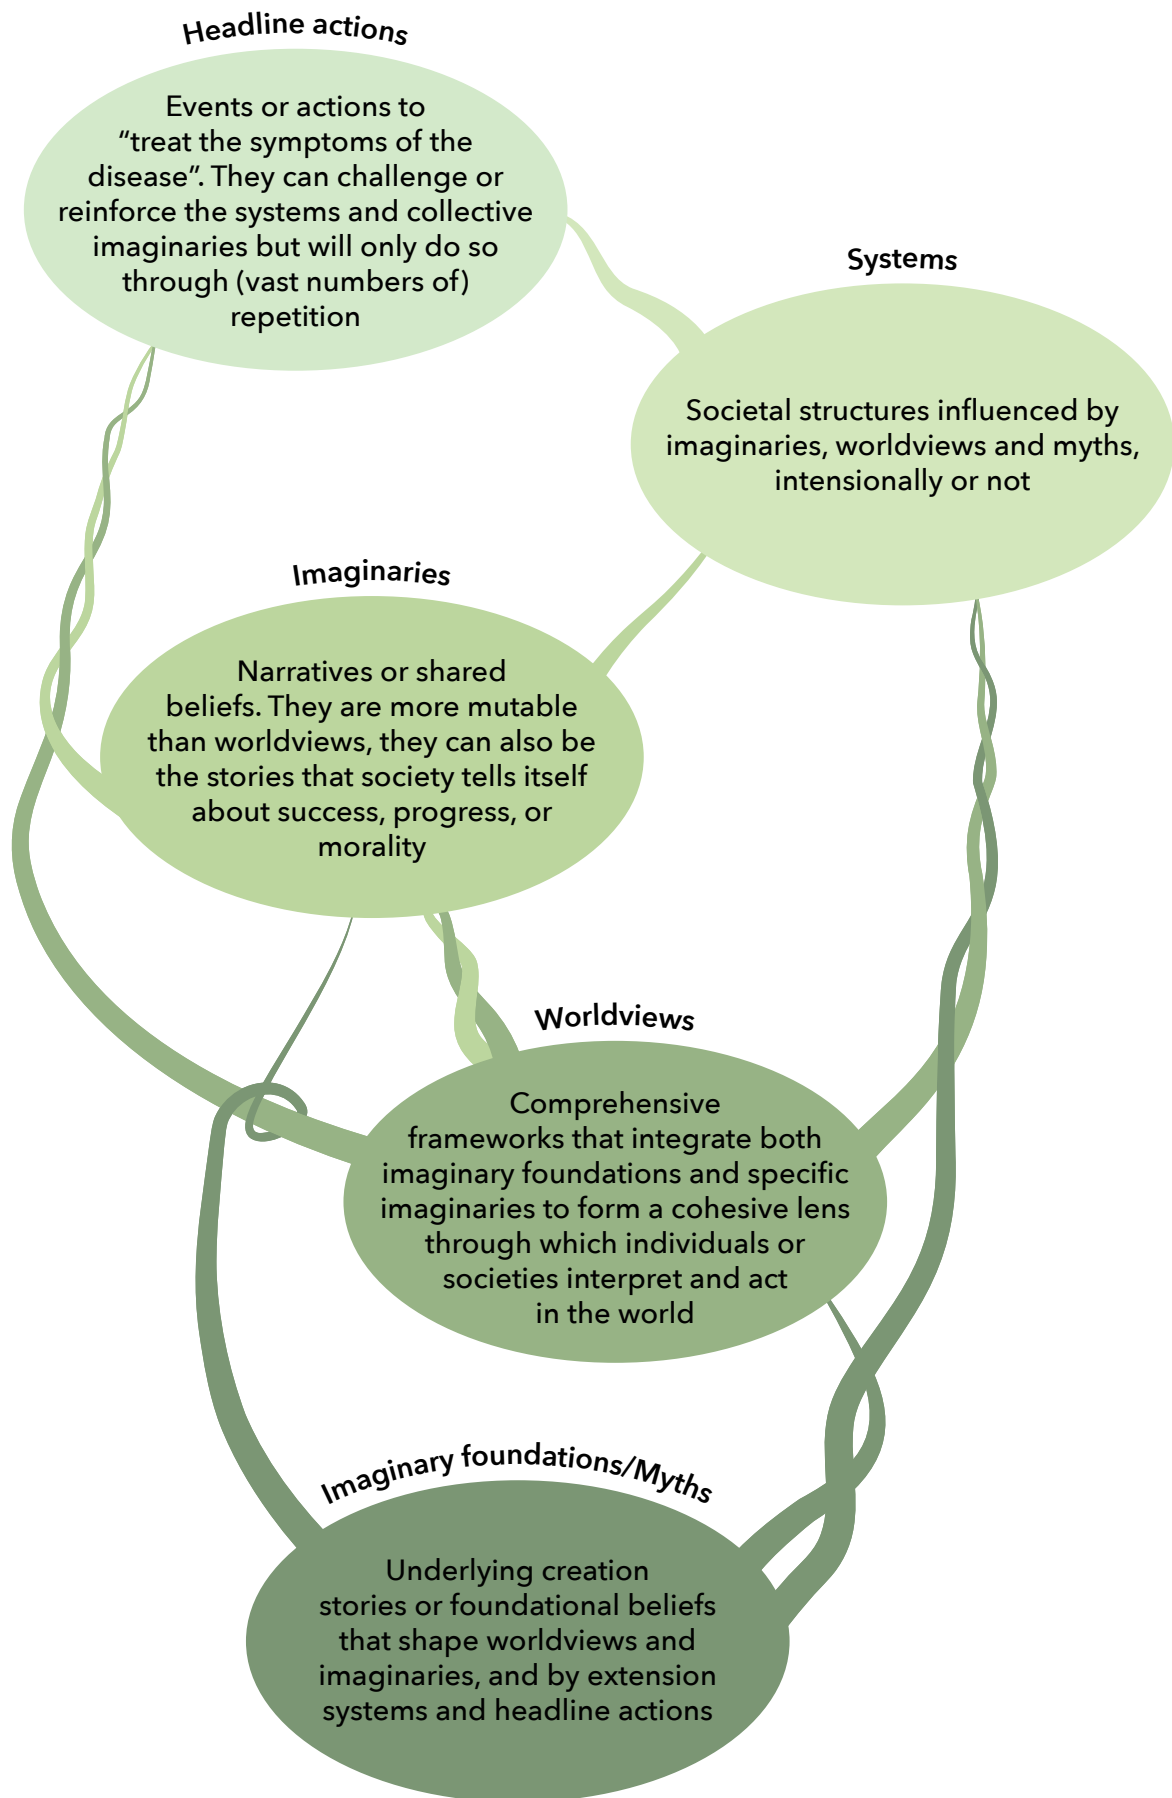 Headline actions
Events or actions to
“treat the symptoms of the
disease”. They can challenge or
reinforce the systems and collective
imaginaries but will only do so
through (vast numbers of)
repetition
Systems
Societal structures influenced by
imaginaries, worldviews and myths,
intensionally or not
Imaginaries
Narratives or shared
beliefs. They are more mutable
than worldviews, they can also be
the stories that society tells itself
about success, progress, or
morality
Worldviews
Comprehensive
frameworks that integrate both
imaginary foundations and specific
imaginaries to form a cohesive lens
through which individuals or
societies interpret and act
in the world
Imaginary foundations/Myths
Underlying creation
stories or foundational beliefs
that shape worldviews and
imaginaries, and by extension
systems and headline actions